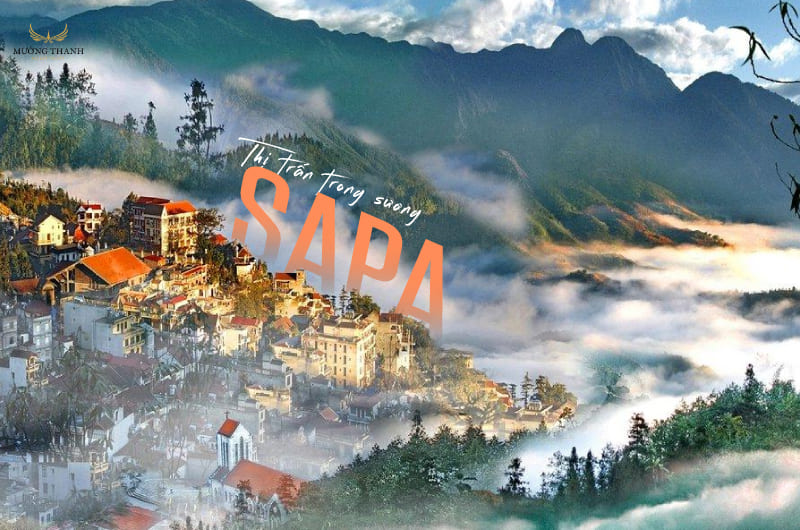 MƯỜNG THANH
Thị trấn trong sương
SAPA